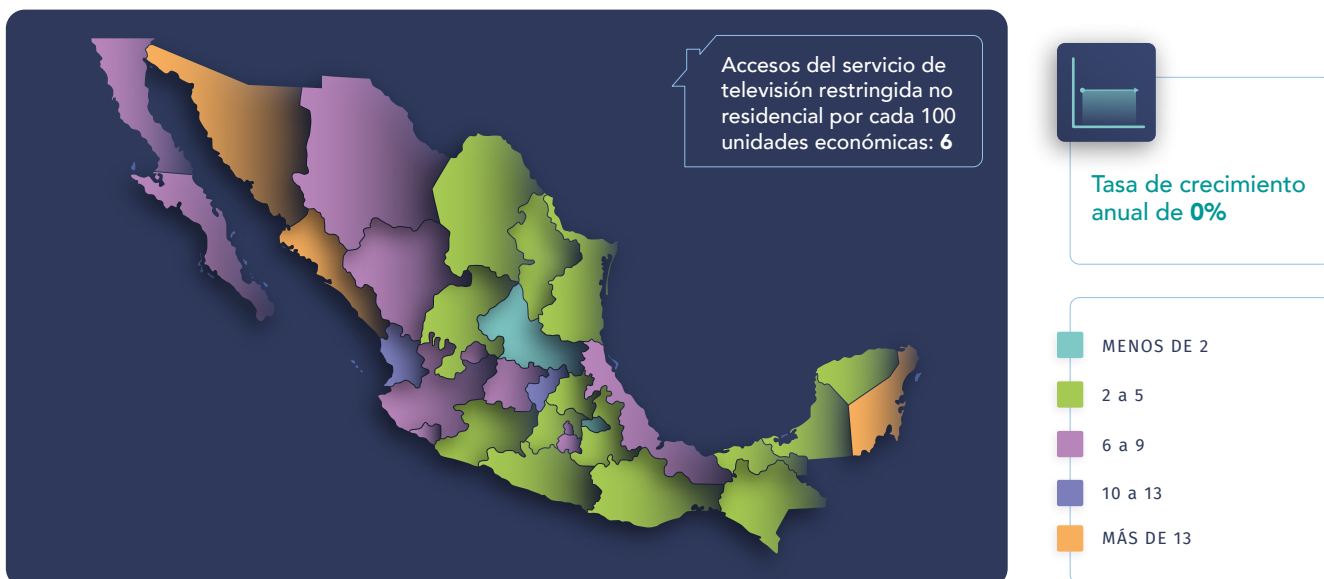 Accesos del servicio de
televisión restringida no
residencial por cada 100
unidades económicas: 6
Tasa de crecimiento
anual de 0%
MENOS DE 2
2 a 5
6 a 9
10 a 13
MÁS DE 13